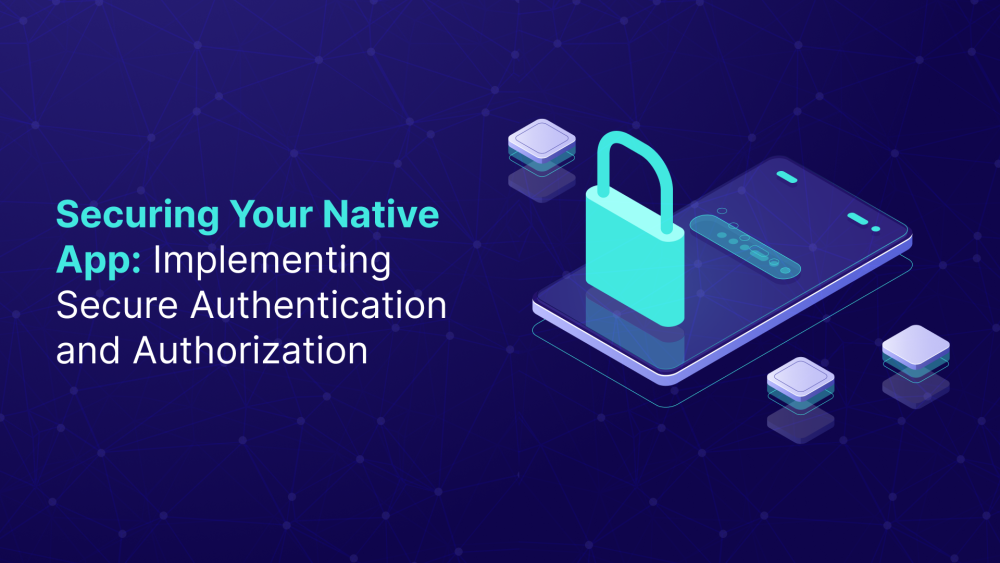 Securing Your Native
App: Implementing
Secure Authentication
and Authorization